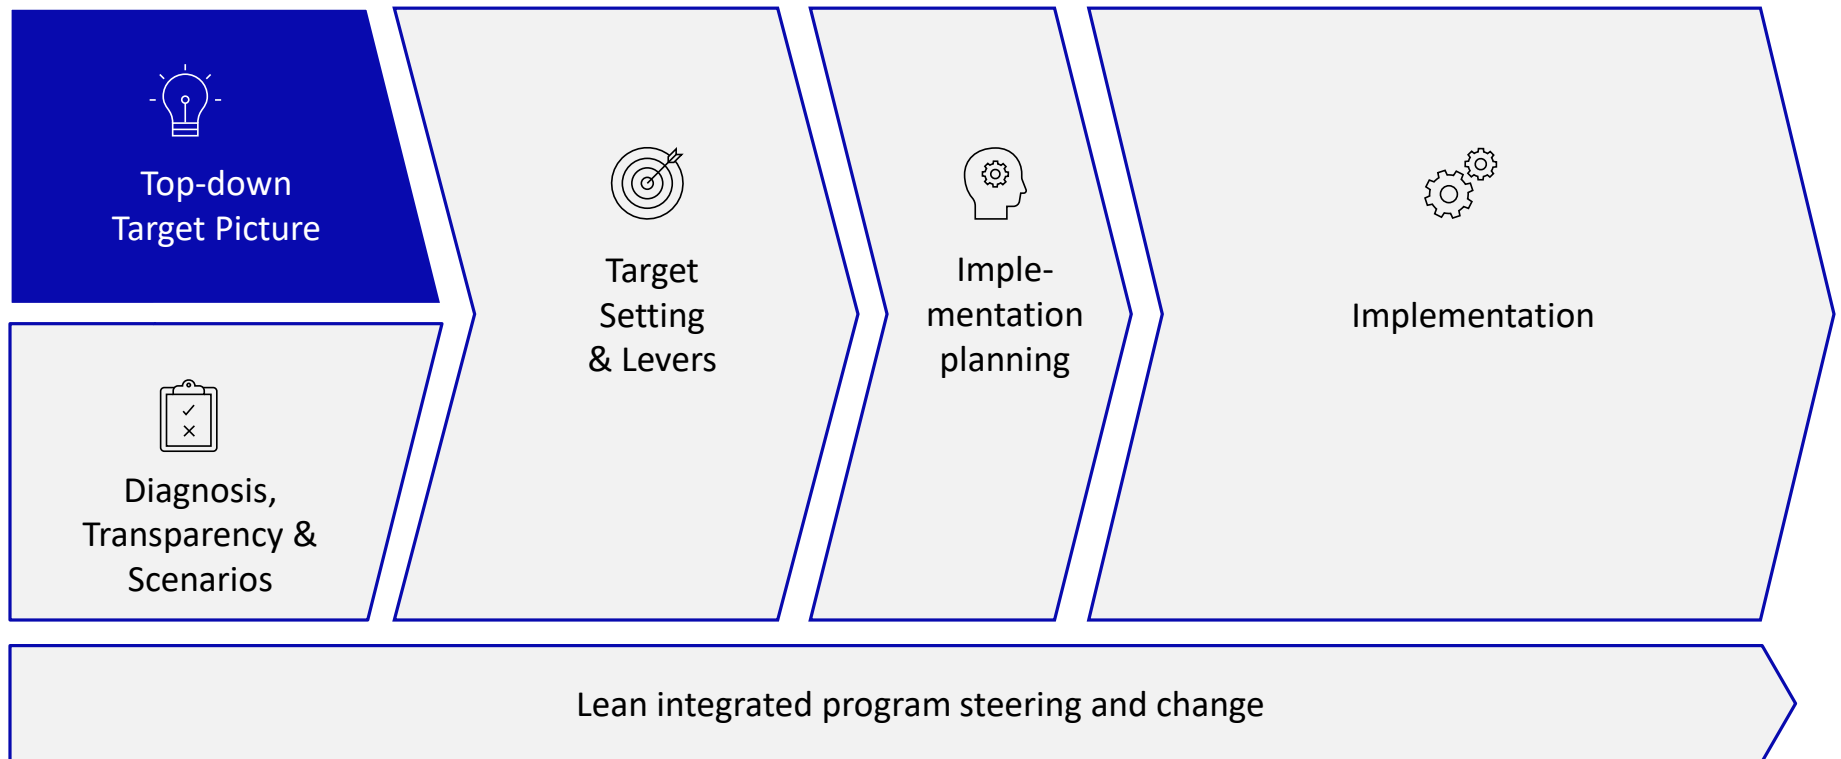 Top-down
Target Picture
Diagnosis,
Transparency &
Scenarios
Target
Setting
& Levers
Imple-
mentation
planning
Implementation
Lean integrated program steering and change